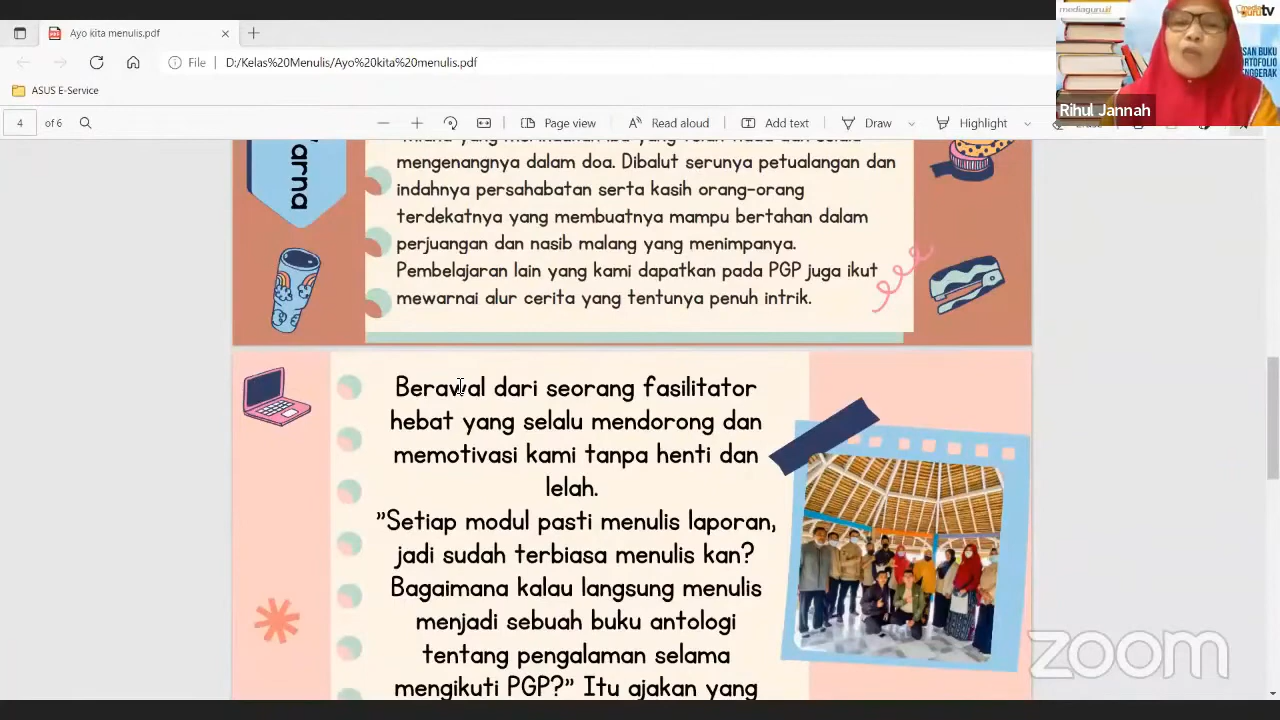 Ayo menulis.pdf
File D:/Kelas%20Menulis/Ayo%20kita%20menulis.pdf
ASUS E-Service
4 of 6 Page view Read aloud Add text Draw Highlight
mediaguru.id
mediaguru tv
Rihul Jannah
warna
mengenangnya dalam doa. Dibalut serunya petualangan dan
indahnya persahabatan serta kasih orang-orang
terdekatnya yang membuatnya mampu bertahan dalam
perjuangan dan nasib malang yang menimpanya.
Pembelajaran lain yang kami dapatkan pada PGP juga ikut
mewarnai alur cerita yang tentunya penuh intrik.
Berawal dari seorang fasilitator
hebat yang selalu mendorong dan
memotivasi kami tanpa henti dan
lelah.
"Setiap modul pasti menulis laporan,
jadi sudah terbiasa menulis kan?
Bagaimana kalau langsung menulis
menjadi sebuah buku antologi
tentang pengalaman selama
mengikuti PGP?" Itu ajakan yang
zoom